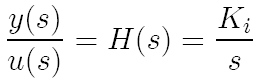 y(s)/u(s) = H(s) = K_i/s